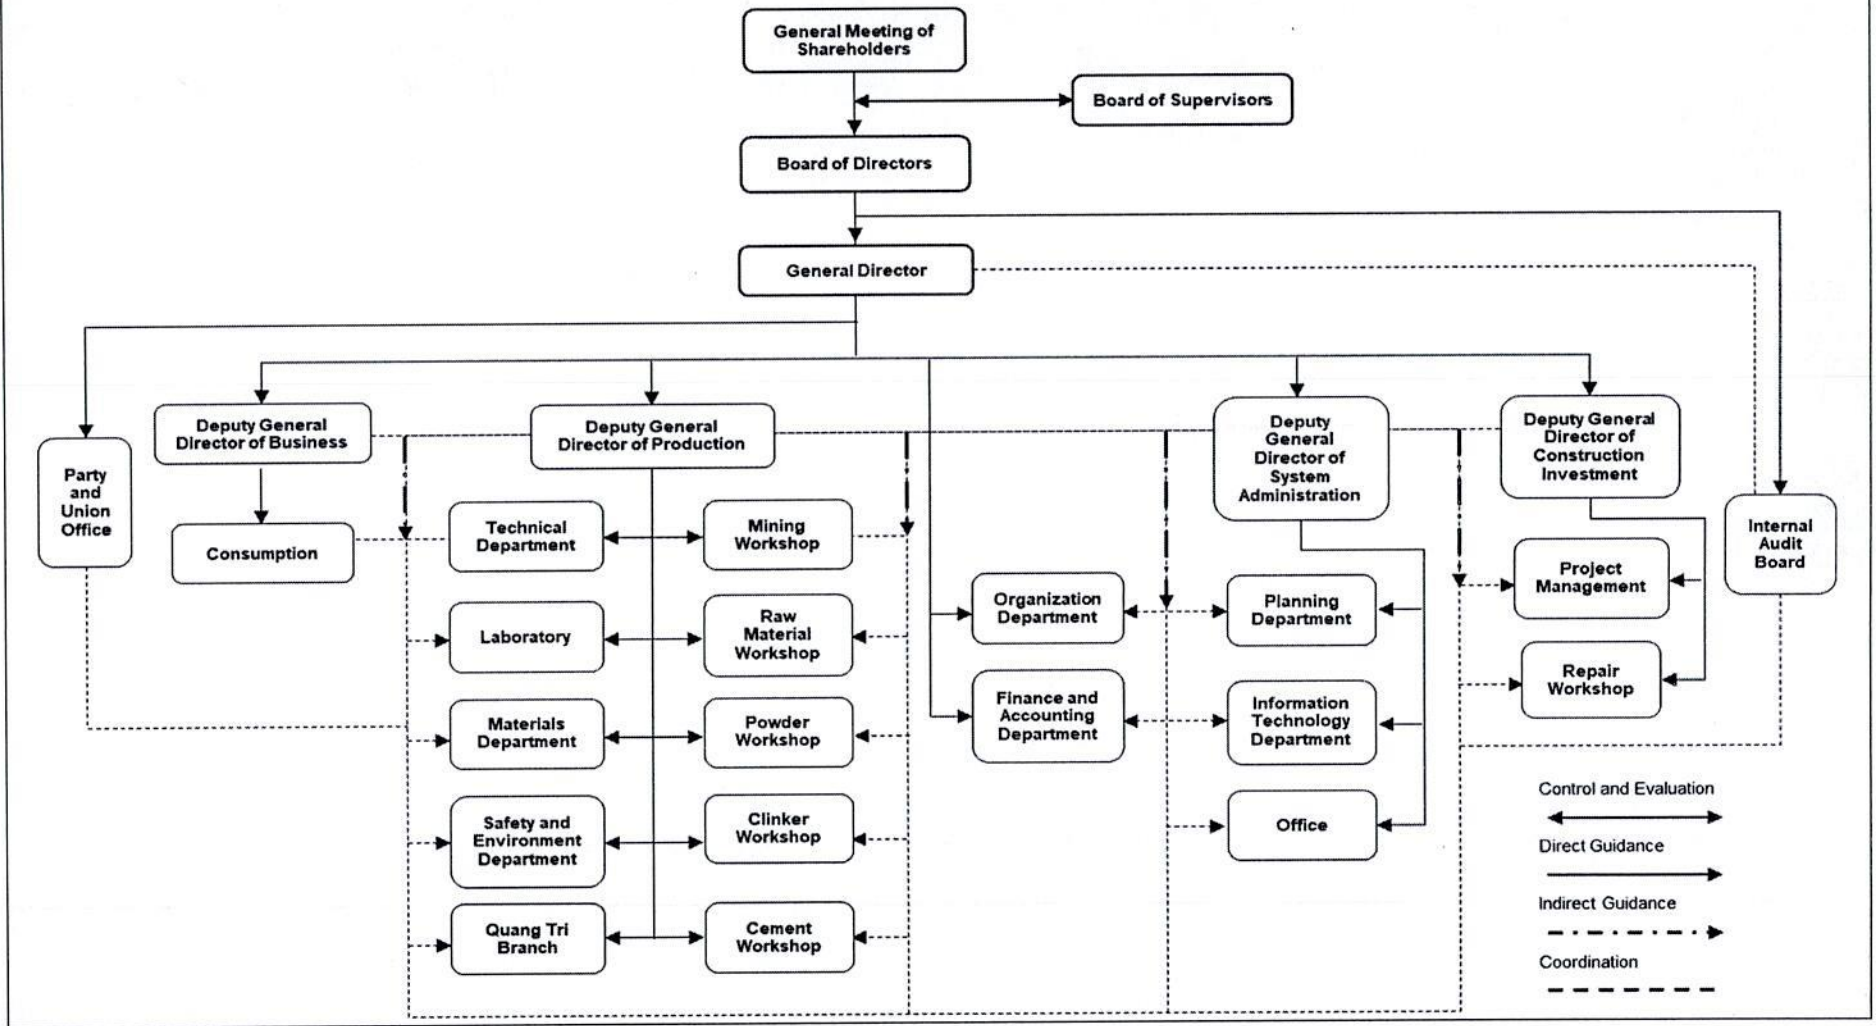 General Meeting of
Shareholders
Board of Supervisors
Board of Directors
General Director
Deputy General
Director of Business
Deputy General
Director of Production
Deputy
General
Director of
System
Administration
Deputy General
Director of
Construction
Investment
Party
and
Union
Office
Consumption
Technical
Department
Mining
Workshop
Internal
Audit
Board
Project
Management
Organization
Department
Planning
Department
Laboratory
Raw
Material
Workshop
Repair
Workshop
Materials
Department
Powder
Workshop
Finance and
Accounting
Department
Information
Technology
Department
Safety and
Environment
Department
Clinker
Workshop
Office
Quang Tri
Branch
Cement
Workshop
Control and Evaluation
Direct Guidance
Indirect Guidance
Coordination